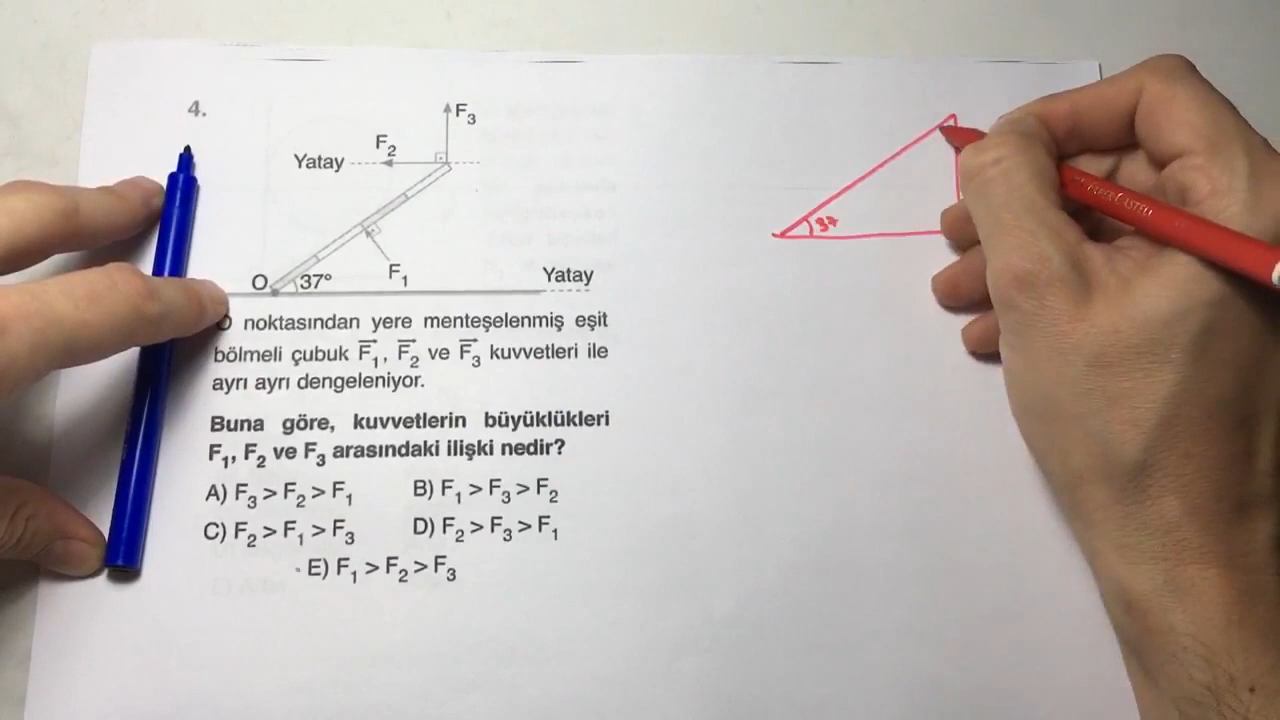 4.
F3
F2
Yatay
O 37°
F1
Yatay
O noktasından yere menteşelenmiş eşit
bölmeli çubuk F1, F2 ve F3 kuvvetleri ile
ayrı ayrı dengeleniyor.
Buna göre, kuvvetlerin büyüklükleri
F1, F2 ve F3 arasındaki ilişki nedir?
A) F3 > F2 > F1 B) F1 > F3 > F2
C) F2 > F1 > F3 D) F2 > F3 > F1
E) F1 > F2 > F3
37